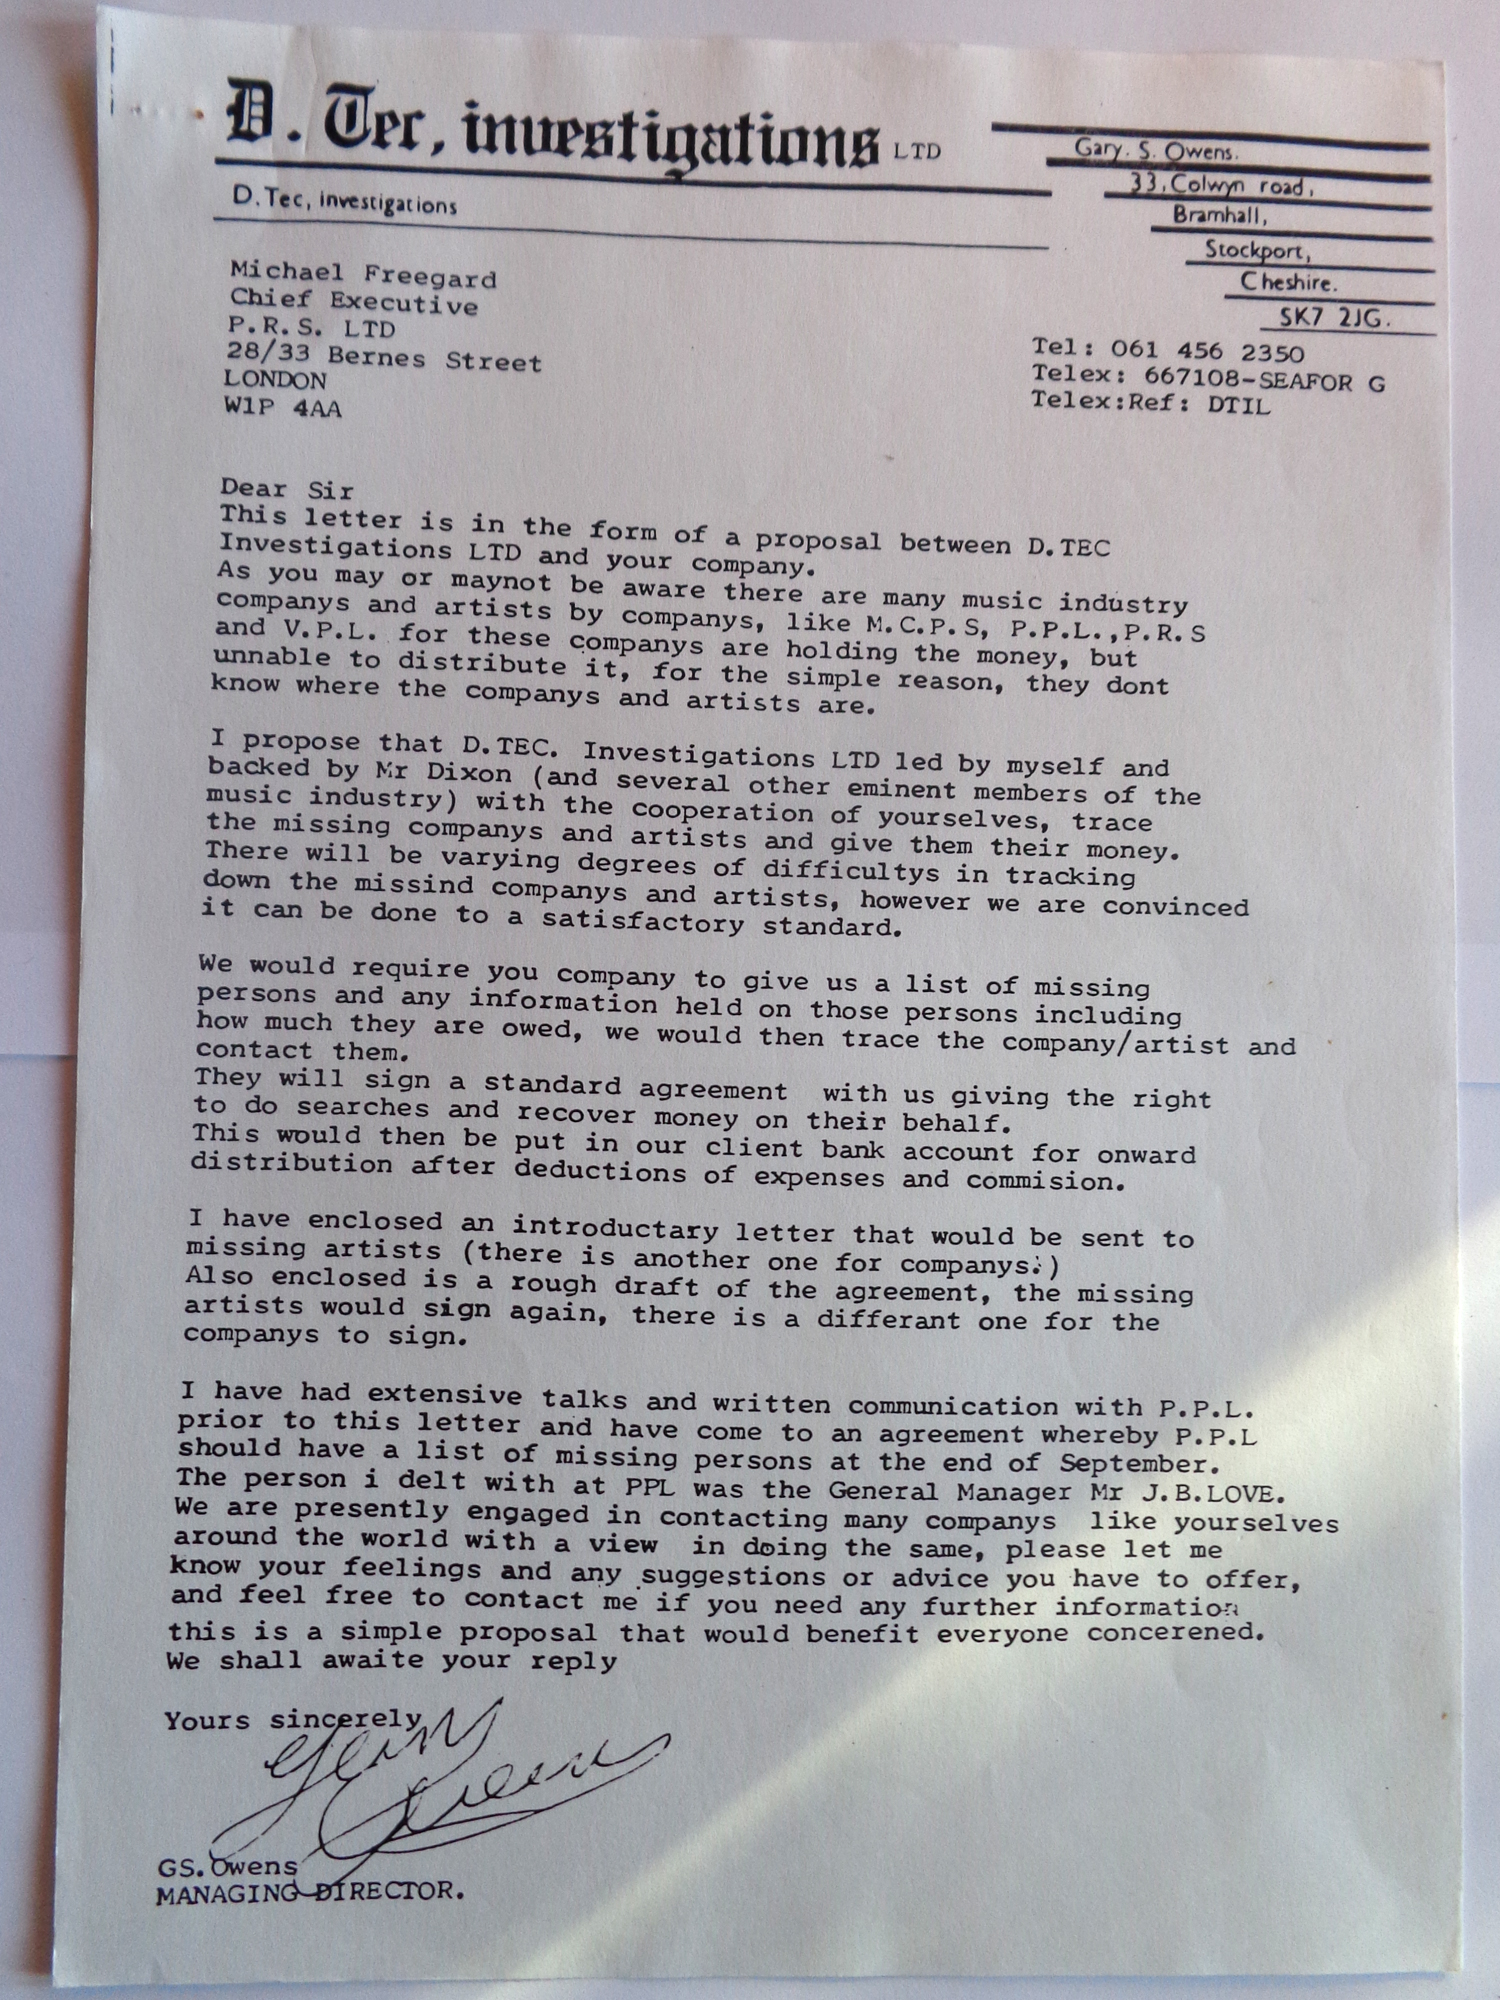 D. Tec, investigations LTD
D.Tec, investigations
Gary. S. Owens.
33, Colwyn road,
Bramhall,
Stockport,
Cheshire.
SK7 2JG.
Tel: 061 456 2350
Telex: 667108-SEAFOR G
Telex:Ref: DTIL
Michael Freegard
Chief Executive
P.R.S. LTD
28/33 Bernes Street
LONDON
W1P 4AA
Dear Sir
This letter is in the form of a proposal between D.TEC
Investigations LTD and your company.
As you may or maynot be aware there are many music industry
companys and artists by companys, like M.C.P.S, P.P.L.,P.R.S
and V.P.L. for these companys are holding the money, but
unnable to distribute it, for the simple reason, they dont
know where the companys and artists are.
I propose that D.TEC. Investigations LTD led by myself and
backed by Mr Dixon (and several other eminent members of the
music industry) with the cooperation of yourselves, trace
the missing companys and artists and give them their money.
There will be varying degrees of difficultys in tracking
down the missind companys and artists, however we are convinced
it can be done to a satisfactory standard.
We would require you company to give us a list of missing
persons and any information held on those persons including
how much they are owed, we would then trace the company/artist and
contact them.
They will sign a standard agreement with us giving the right
to do searches and recover money on their behalf.
This would then be put in our client bank account for onward
distribution after deductions of expenses and commision.
I have enclosed an introductary letter that would be sent to
missing artists (there is another one for companys.)
Also enclosed is a rough draft of the agreement, the missing
artists would sign again, there is a differant one for the
companys to sign.
I have had extensive talks and written communication with P.P.L.
prior to this letter and have come to an agreement whereby P.P.L
should have a list of missing persons at the end of September.
The person i delt with at PPL was the General Manager Mr J.B.LOVE.
We are presently engaged in contacting many companys like yourselves
around the world with a view in doing the same, please let me
know your feelings and any suggestions or advice you have to offer,
and feel free to contact me if you need any further information
this is a simple proposal that would benefit everyone concerened.
We shall awaite your reply
Yours sincerely
GS.Owens
MANAGING DIRECTOR.